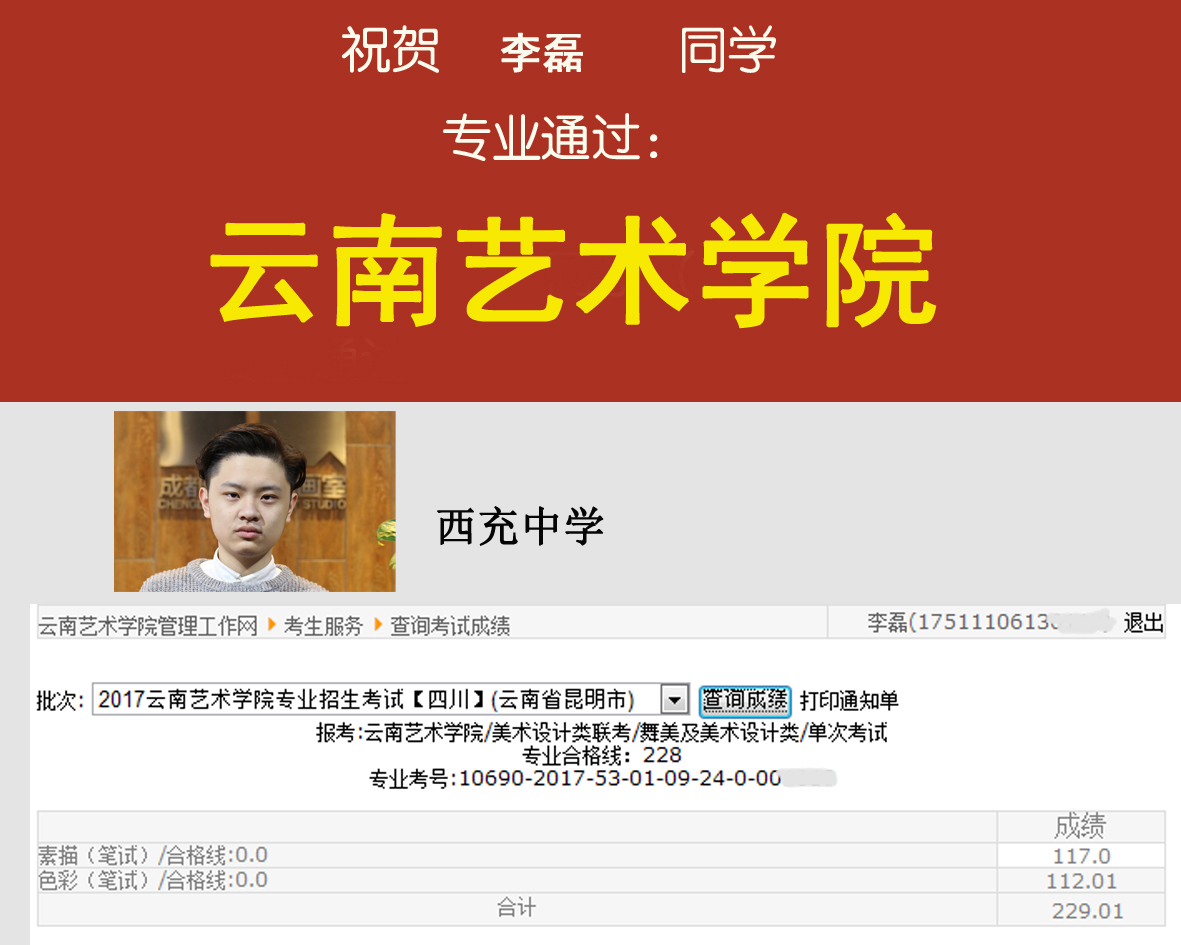 祝贺 李磊 同学
专业通过：
云南艺术学院
成都 画室
CHENG STUDIO
西充中学
云南艺术学院管理工作网 考生服务 查询考试成绩 李磊(1751110613 退出
批次: 2017云南艺术学院专业招生考试【四川】(云南省昆明市) 查询成绩 打印通知单
报考:云南艺术学院/美术设计类联考/舞美及美术设计类/单次考试
专业合格线：228
专业考号:10690-2017-53-01-09-24-0-00
成绩
素描（笔试）/合格线:0.0 117.0
色彩（笔试）/合格线:0.0 112.01
合计 229.01